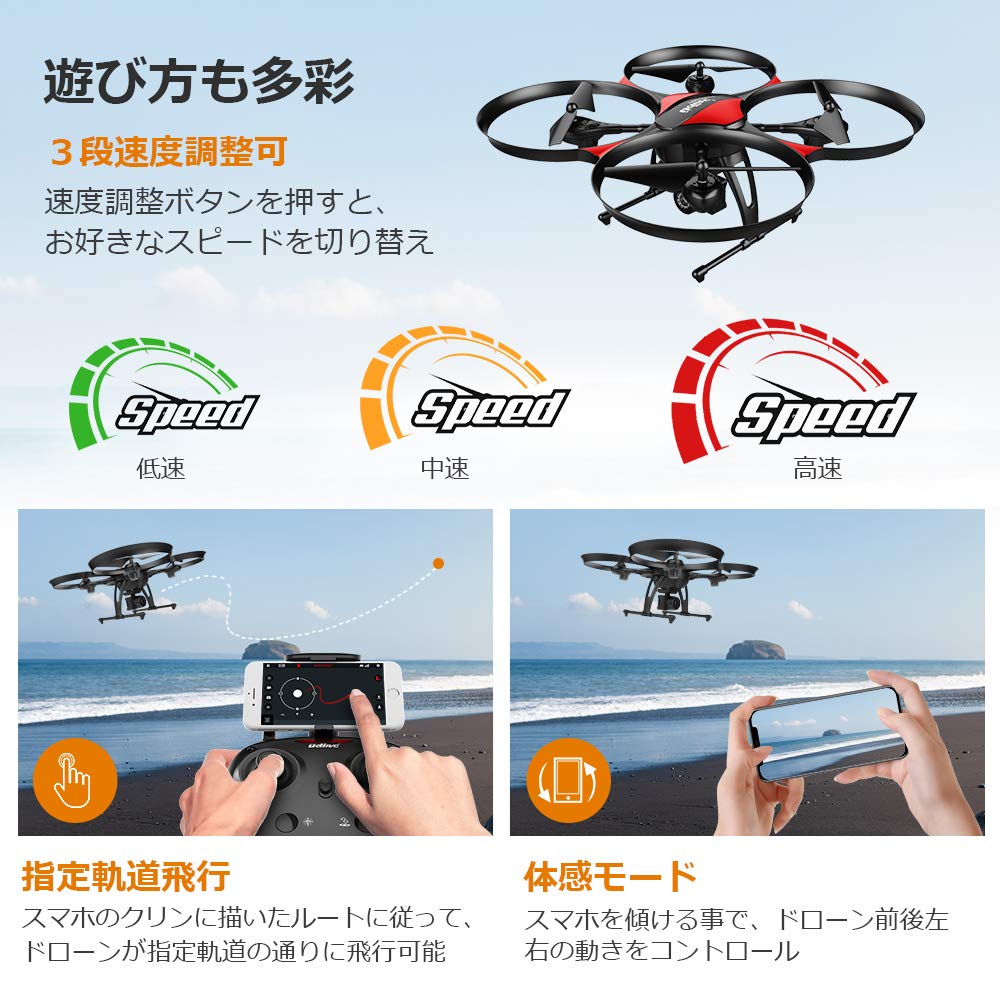 遊び方も多彩
３段速度調整可
速度調整ボタンを押すと、
お好きなスピードを切り替え
Speed
Speed
Speed
低速
中速
高速
指定軌道飛行
スマホのクリンに描いたルートに従って、
ドローンが指定軌道の通りに飛行可能
体感モード
スマホを傾ける事で、ドローン前後左
右の動きをコントロール